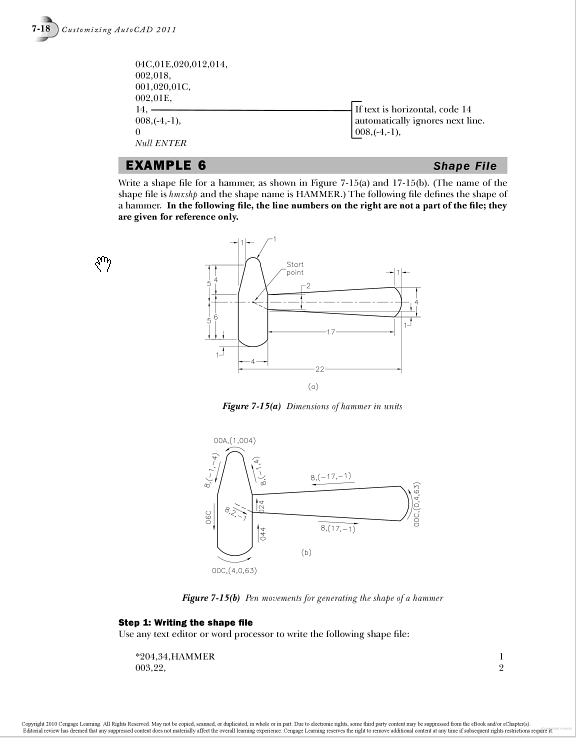 7-18 Customizing AutoCAD 2011
04C,01E,020,012,014,
002,018,
001,020,01C,
002,01E,
14,
008,(-4,-1),
0
Null ENTER
If text is horizontal, code 14
automatically ignores next line.
008,(-4,-1),
EXAMPLE 6 Shape File
Write a shape file for a hammer, as shown in Figure 7-15(a) and 17-15(b). (The name of the
shape file is hmrshp and the shape name is HAMMER.) The following file defines the shape of
a hammer. In the following file, the line numbers on the right are not a part of the file; they
are given for reference only.
1
1
Start
point
2
1
5
4
5
6
4
1
17
1
4
22
(a)
Figure 7-15(a) Dimensions of hammer in units
00A,(1,004)
8,(-1,-4)
8,(-1,4)
8,(-17,-1)
00C,(0,4,63)
06C
024
044
8,(17,-1)
(b)
00C,(4,0,63)
Figure 7-15(b) Pen movements for generating the shape of a hammer
Step 1: Writing the shape file
Use any text editor or word processor to write the following shape file:
*204,34,HAMMER 1
003,22, 2
Copyright 2010 Cengage Learning. All Rights Reserved. May not be copied, scanned, or duplicated, in whole or in part. Due to electronic rights, some third party content may be suppressed from the eBook and/or eChapter(s).
Editorial review has deemed that any suppressed content does not materially affect the overall learning experience. Cengage Learning reserves the right to remove additional content at any time if subsequent rights restrictions require it.